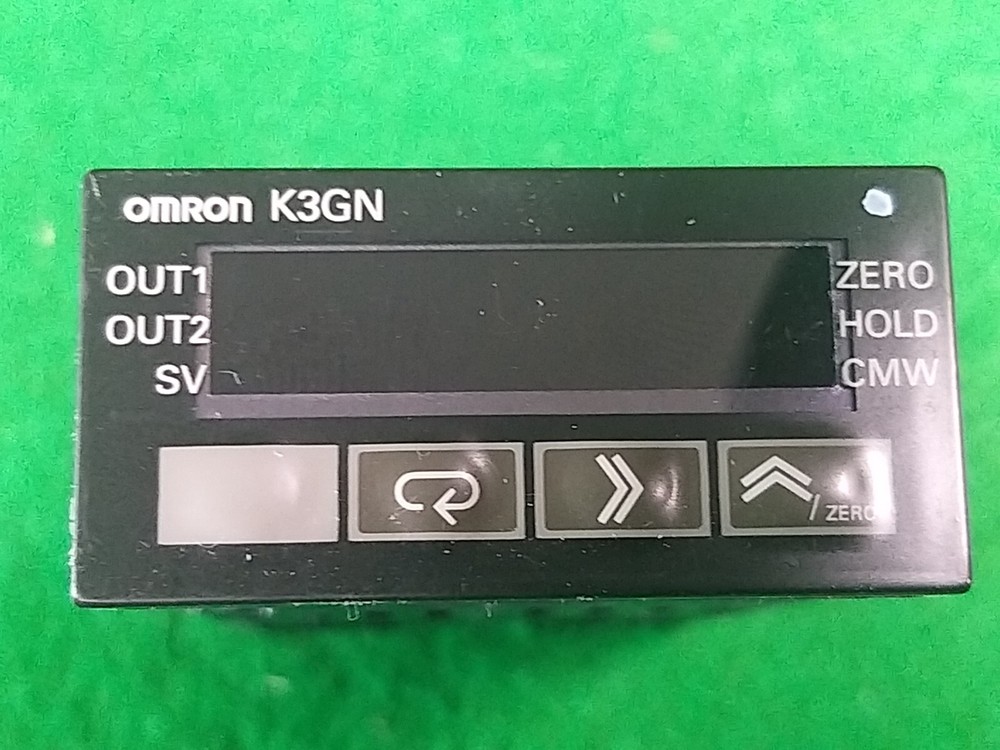 omron K3GN
OUT1
OUT2
SV
ZERO
HOLD
CMW
/ZERO